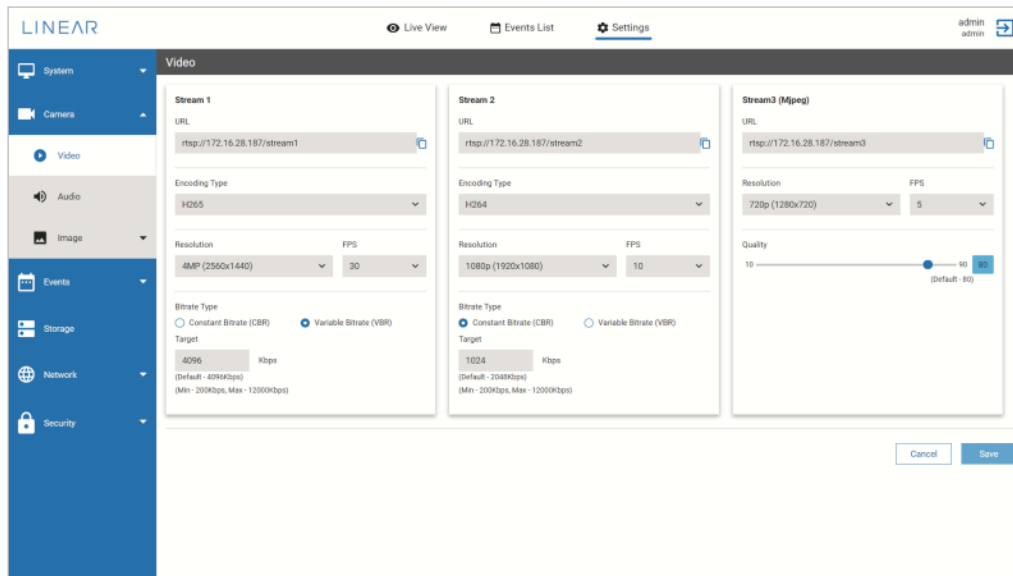 LINEAR
Live View
Events List
Settings
admin
admin
System
Camera
Video
Audio
Image
Events
Storage
Network
Security
Video
Stream 1
URL
rtsp://172.16.28.187/stream1
Encoding Type
H265
Resolution FPS
4MP (2560x1440) 30
Bitrate Type
Constant Bitrate (CBR) Variable Bitrate (VBR)
Target
4096 Kbps
(Default - 4096Kbps)
(Min - 200Kbps, Max - 12000Kbps)
Stream 2
URL
rtsp://172.16.28.187/stream2
Encoding Type
H264
Resolution FPS
1080p (1920x1080) 10
Bitrate Type
Constant Bitrate (CBR) Variable Bitrate (VBR)
Target
1024 Kbps
(Default - 2048Kbps)
(Min - 200Kbps, Max - 12000Kbps)
Stream3 (Mjpeg)
URL
rtsp://172.16.28.187/stream3
Resolution FPS
720p (1280x720) 5
Quality
10 90 80
(Default - 80)
Cancel
Save